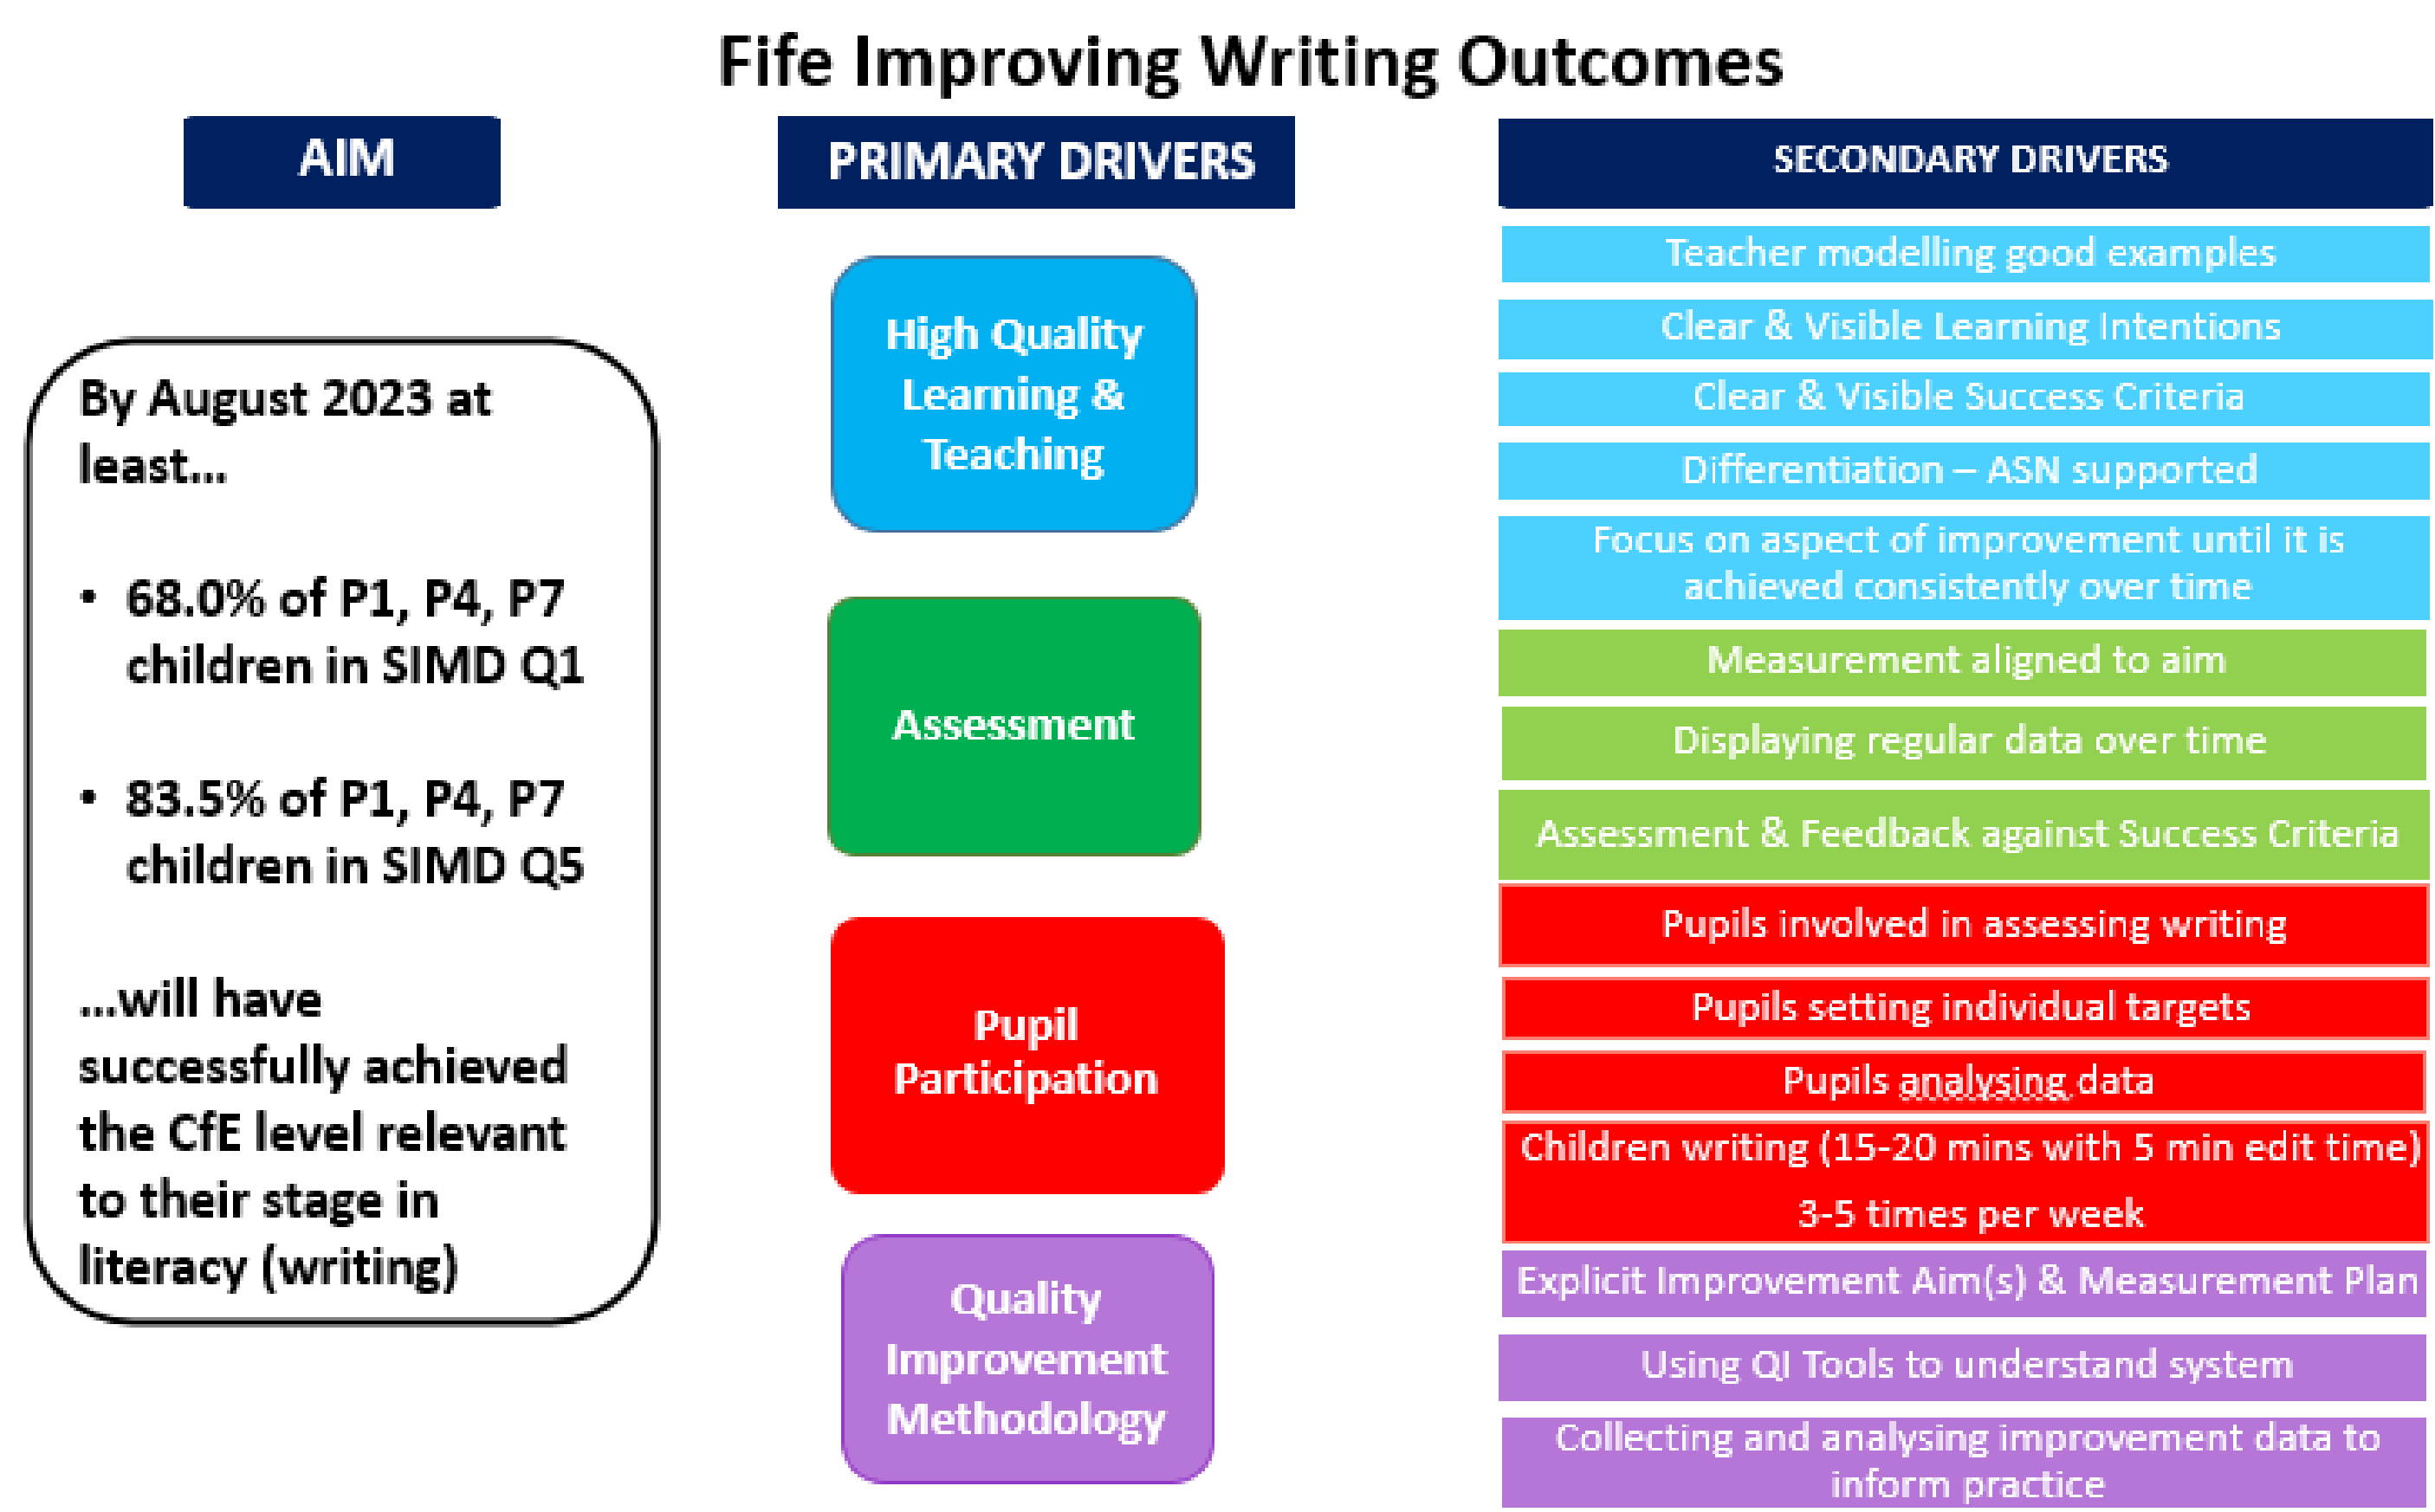 Fife Improving Writing Outcomes
AIM
By August 2023 at
least...
• 68.0% of P1, P4, P7
children in SIMD Q1
• 83.5% of P1, P4, P7
children in SIMD Q5
...will have
successfully achieved
the CfE level relevant
to their stage in
literacy (writing)
PRIMARY DRIVERS
High Quality
Learning &
Teaching
Assessment
Pupil
Participation
Quality
Improvement
Methodology
SECONDARY DRIVERS
Teacher modelling good examples
Clear & Visible Learning Intentions
Clear & Visible Success Criteria
Differentiation – ASN supported
Focus on aspect of improvement until it is
achieved consistently over time
Measurement aligned to aim
Displaying regular data over time
Assessment & Feedback against Success Criteria
Pupils involved in assessing writing
Pupils setting individual targets
Pupils analysing data
Children writing (15-20 mins with 5 min edit time)
3-5 times per week
Explicit Improvement Aim(s) & Measurement Plan
Using QI Tools to understand system
Collecting and analysing improvement data to
inform practice